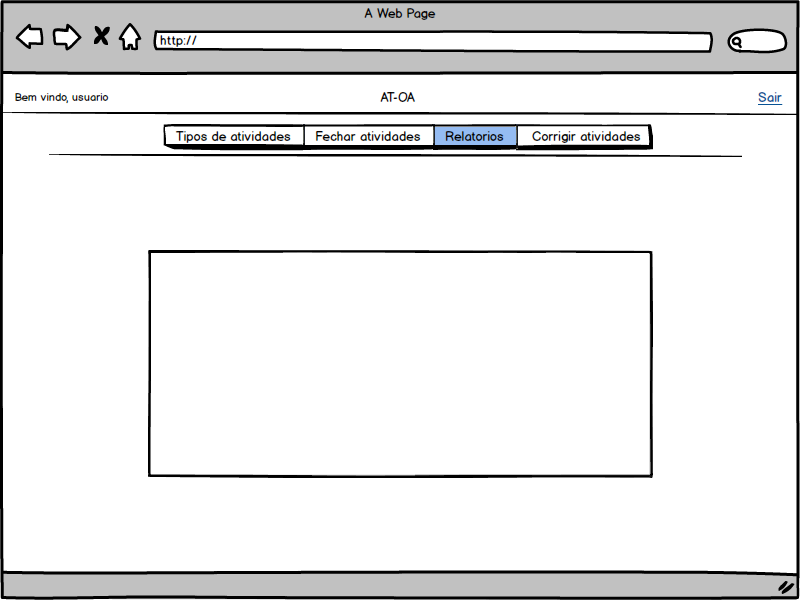 A Web Page
http://
Bem vindo, usuario
AT-OA
Sair
Tipos de atividades
Fechar atividades
Relatorios
Corrigir atividades